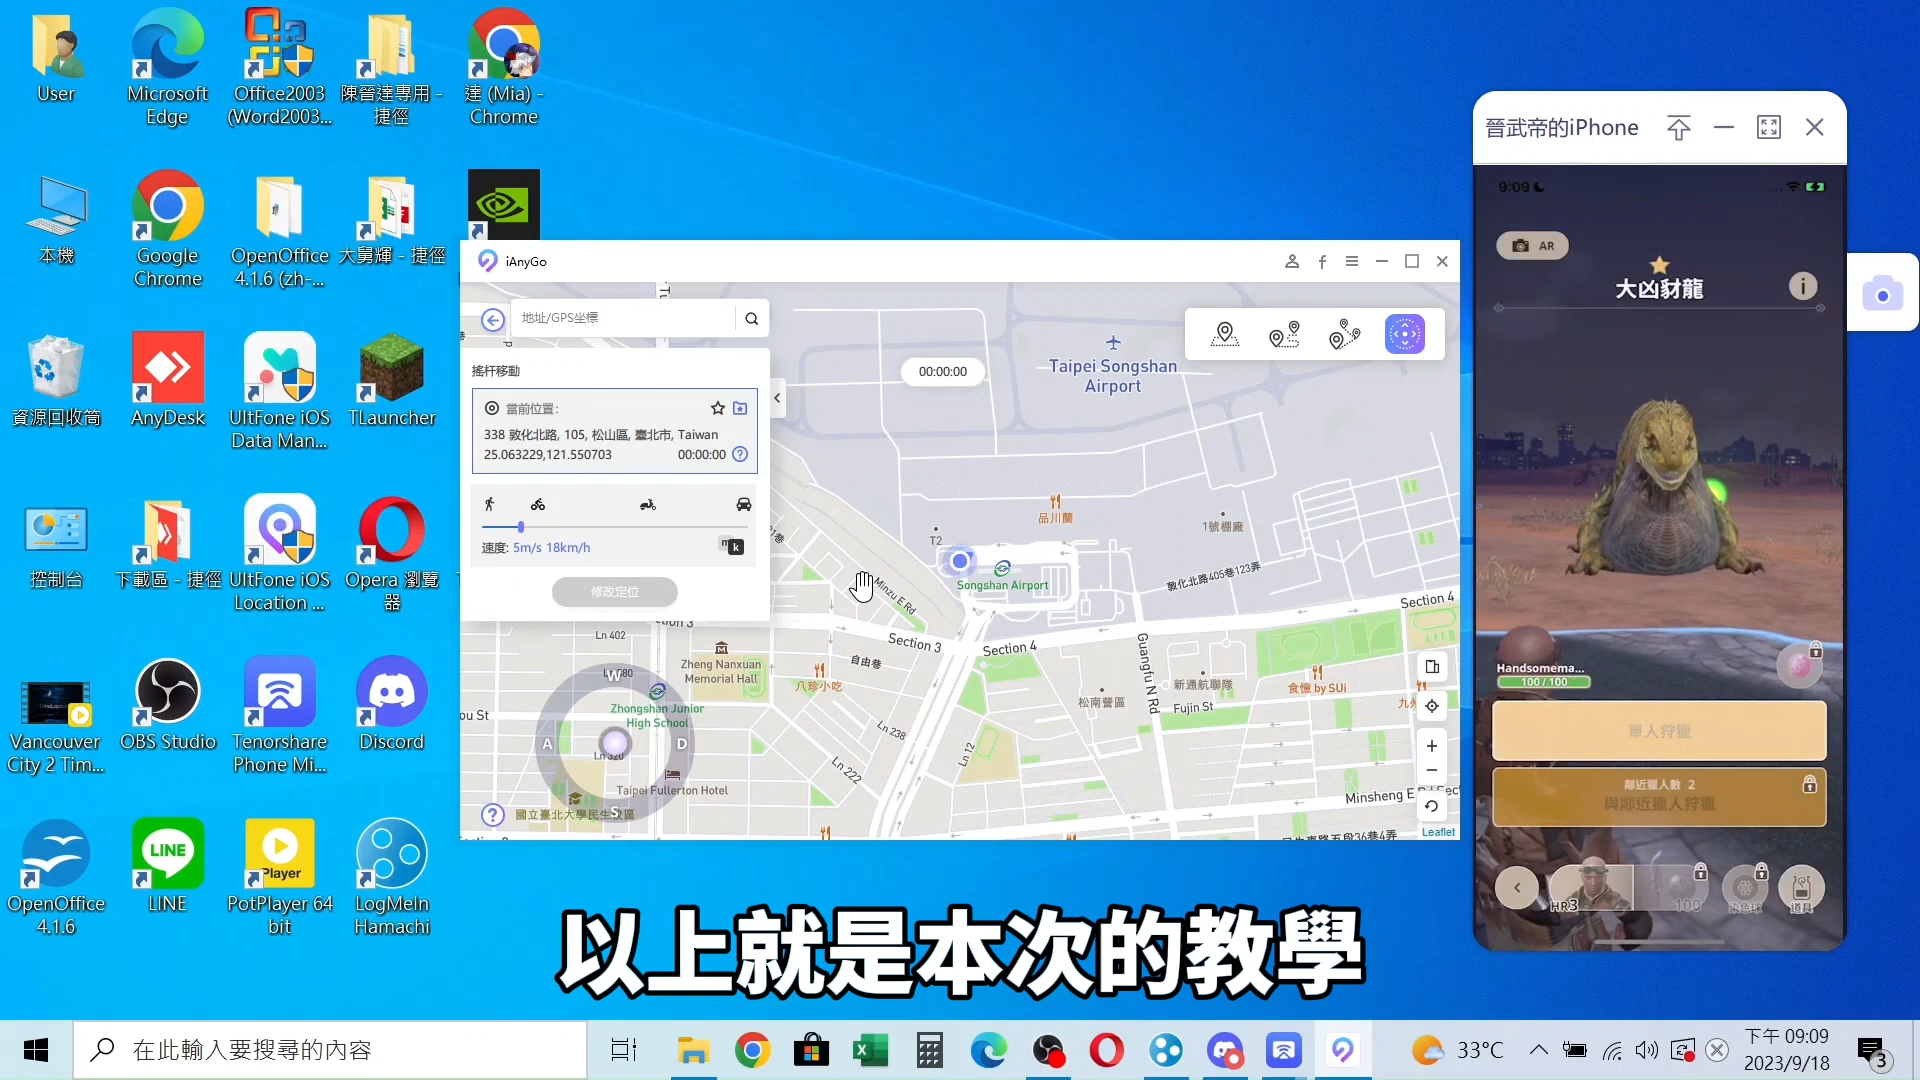 User
Microsoft
Edge
Office2003
(Word2003...
陳晉達專用 -
捷徑
達 (Mia) -
Chrome
本機
Google
Chrome
OpenOffice
4.1.6 (zh-...
大舅輝 - 捷徑
資源回收筒
AnyDesk
UltFone iOS
Data Man...
TLauncher
控制台
下載區 - 捷徑
UltFone iOS
Location ...
Opera 瀏覽
器
Vancouver
City 2 Tim...
OBS Studio
Tenorshare
Phone Mi...
Discord
OpenOffice
4.1.6
LINE
LINE
Player
PotPlayer 64
bit
LogMeIn
Hamachi
iAnyGo
地址/GPS坐標
搖杆移動
當前位置:
338 敦化北路, 105, 松山區, 臺北市, Taiwan
25.063229,121.550703
00:00:00
速度: 5m/s 18km/h
m
k
修改定位
00:00:00
Taipei Songshan
Airport
品川蘭
1號棚廠
T2
Songshan Airport
敦化北路405巷123弄
Minzu E Rd
Section 4
Section 3
Section 4
Ln 402
自由巷
Zheng Nanxuan
Memorial Hall
八珍小吃
Zhongshan Junior
High School
松南營區
新通航聯隊
Fujin St
食憶 by SUi
Guangfu N Rd
Ln 238
Ln 222
Ln 12
Taipei Fullerton Hotel
國立臺北大學民生校區
Minsheng E Rd Sect
W
A
D
S
Leaflet
晉武帝的iPhone
9:09
AR
大凶豺龍
Handsomema...
100 / 100
單人狩獵
鄰近獵人數 2
與鄰近獵人狩獵
HR3
100
染色球
道具
以上就是本次的教學
在此輸入要搜尋的內容
33°C
下午 09:09
2023/9/18
3